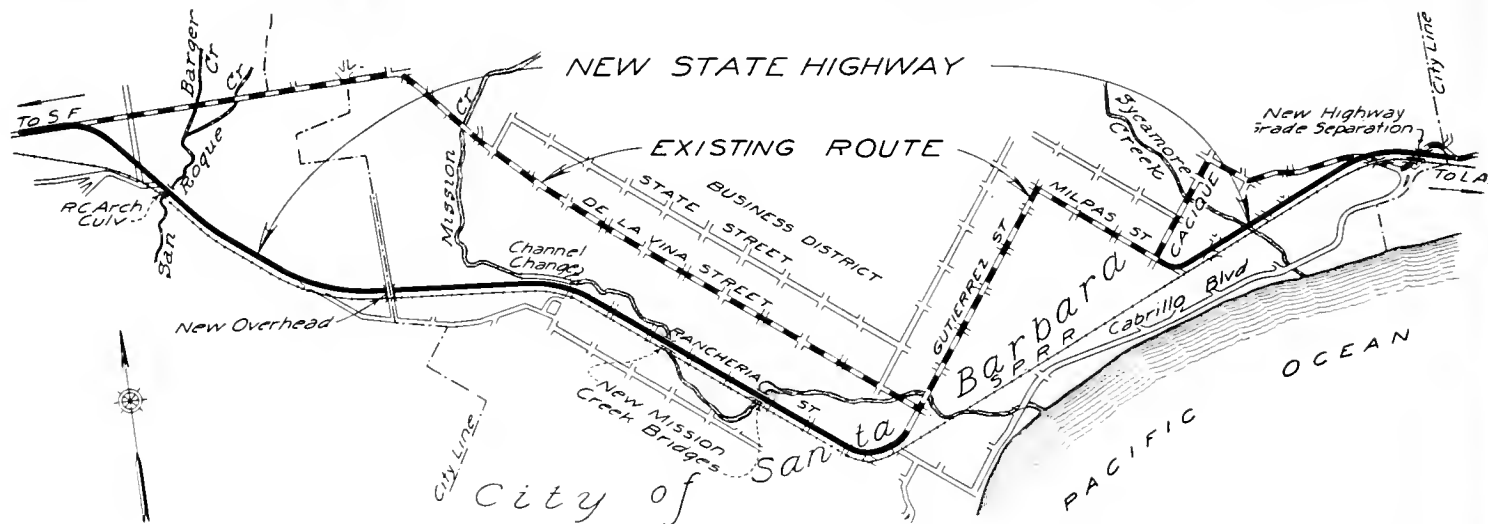 NEW STATE HIGHWAY
EXISTING ROUTE
To S F
Barger
Cr
Cr
San Roque
RC Arch
Culv
New Overhead
Mission Cr
Channel
Change
STATE STREET
BUSINESS DISTRICT
DE LA VINA STREET
RANCHERIA ST
New Mission
Creek Bridges
City Line
GUTIERREZ ST
MILPAS ST
CACIQUE
Sycamore
Creek
New Highway
Grade Separation
City Line
To LA
S.P.R.R
Cabrillo Blvd
City of Santa Barbara
PACIFIC OCEAN